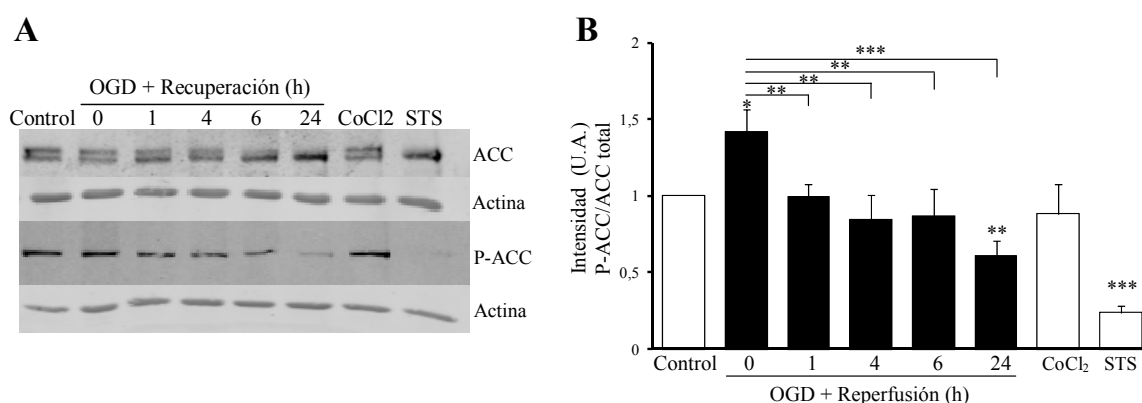 A
OGD + Recuperación (h)
Control 0 1 4 6 24 CoCl2 STS
ACC
Actina
P-ACC
Actina
B
Intensidad (U.A.)
P-ACC/ACC total
2
1,5
1
0,5
0
***
**
**
**
*
**
***
Control 0 1 4 6 24 CoCl₂ STS
OGD + Reperfusión (h)